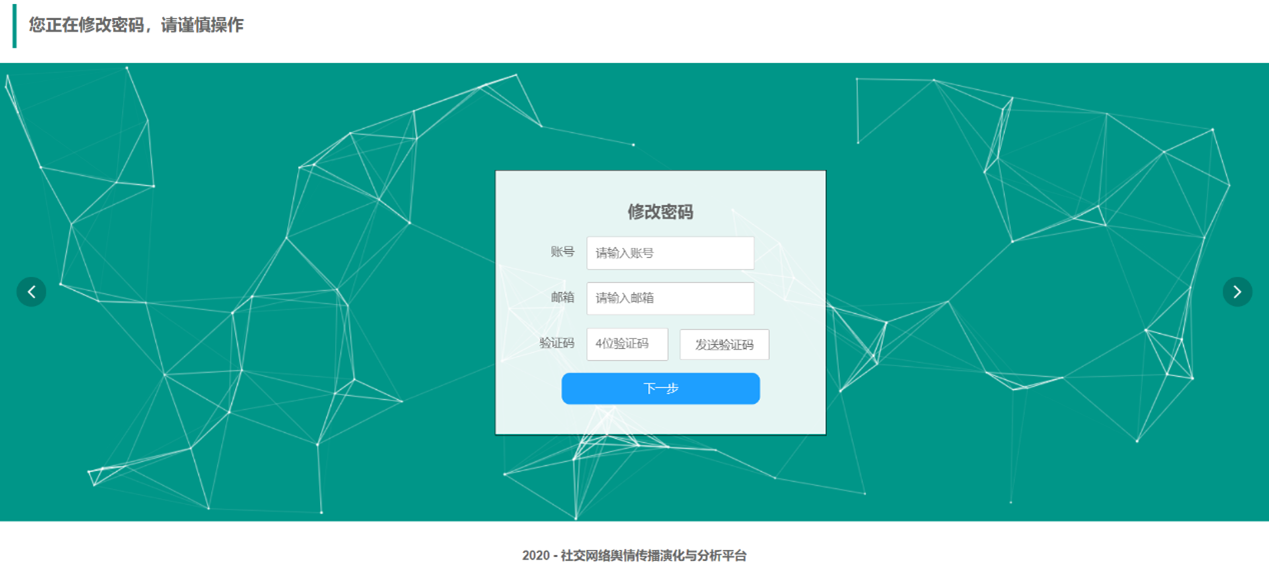 您正在修改密码，请谨慎操作
修改密码
账号 请输入账号
邮箱 请输入邮箱
验证码 4位验证码 发送验证码
下一步
2020 - 社交网络舆情传播演化与分析平台